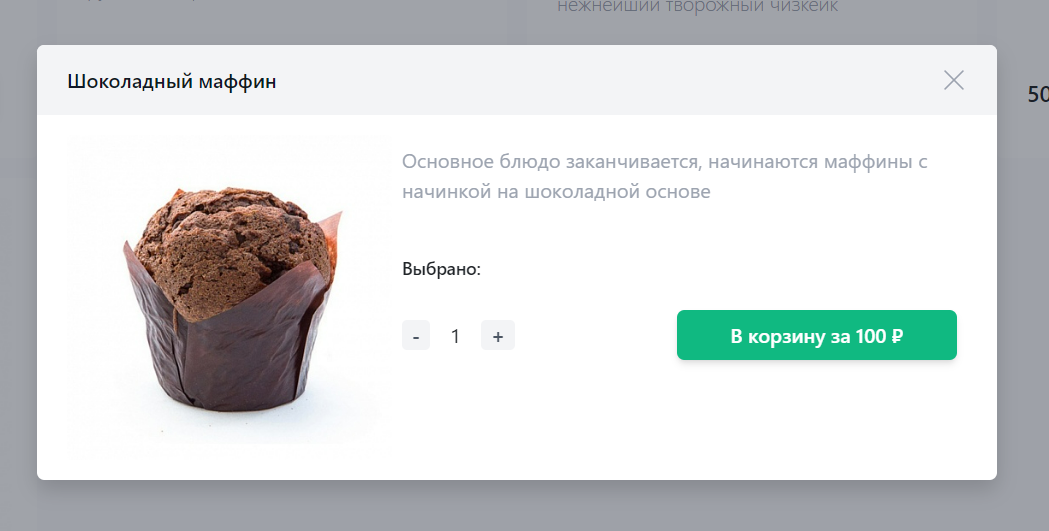 нежнейший творожный чизкейк
Шоколадный маффин
50
Основное блюдо заканчивается, начинаются маффины с
начинкой на шоколадной основе
Выбрано:
- 1 +
В корзину за 100 ₽